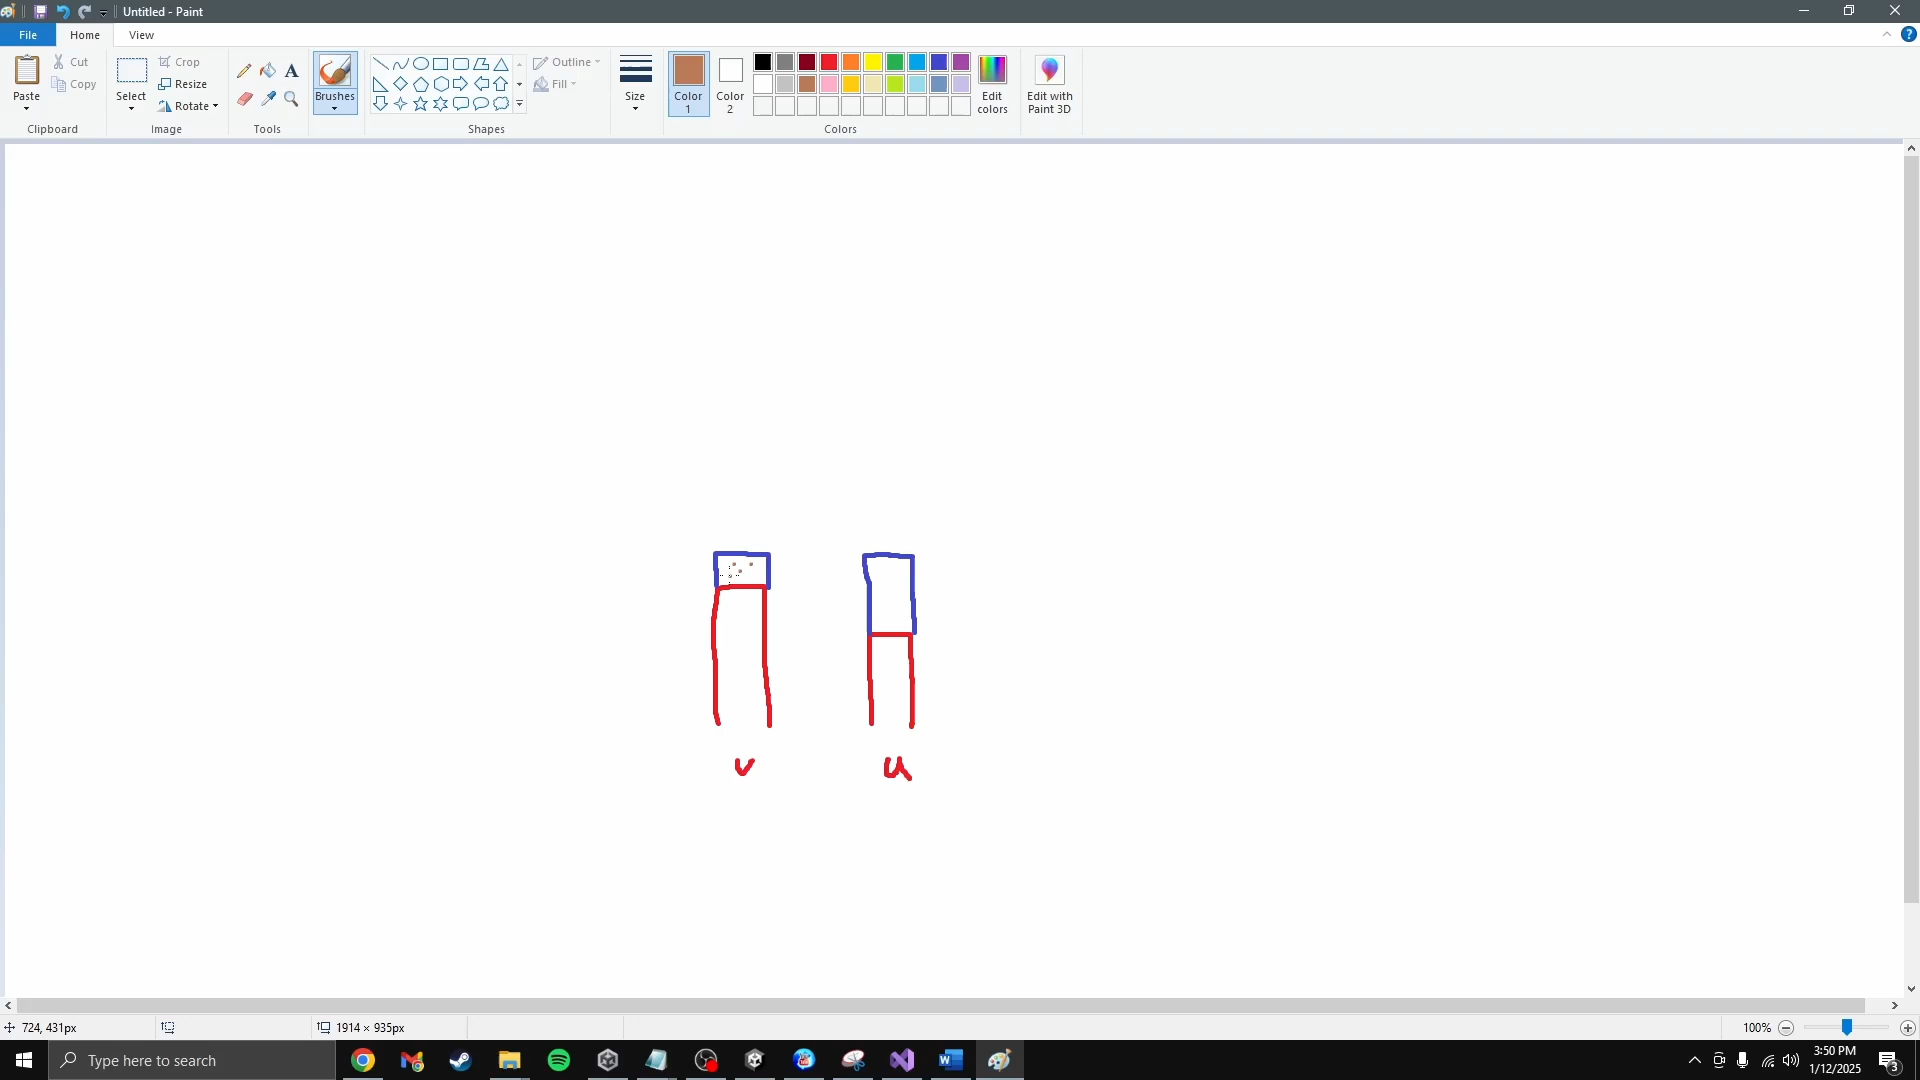 Untitled - Paint
File Home View
Paste
Cut
Copy
Clipboard
Select
Crop
Resize
Rotate
Image
Tools
Brushes
Shapes
Outline
Fill
Size
Color 1
Color 2
Colors
Edit colors
Edit with Paint 3D
v u
724, 431px
1914 × 935px
100%
Type here to search
3:50 PM
1/12/2025
3